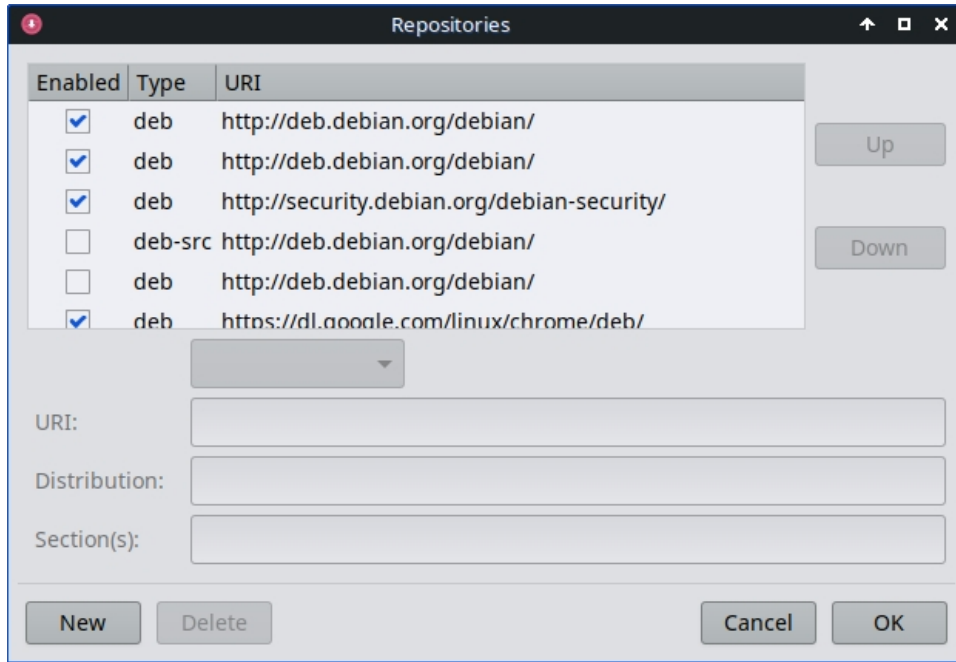 Repositories
Enabled Type URI
deb http://deb.debian.org/debian/
deb http://deb.debian.org/debian/
deb http://security.debian.org/debian-security/
deb-src http://deb.debian.org/debian/
deb http://deb.debian.org/debian/
deb https://dl.google.com/linux/chrome/deb/
Up
Down
URI:
Distribution:
Section(s):
New Delete Cancel OK